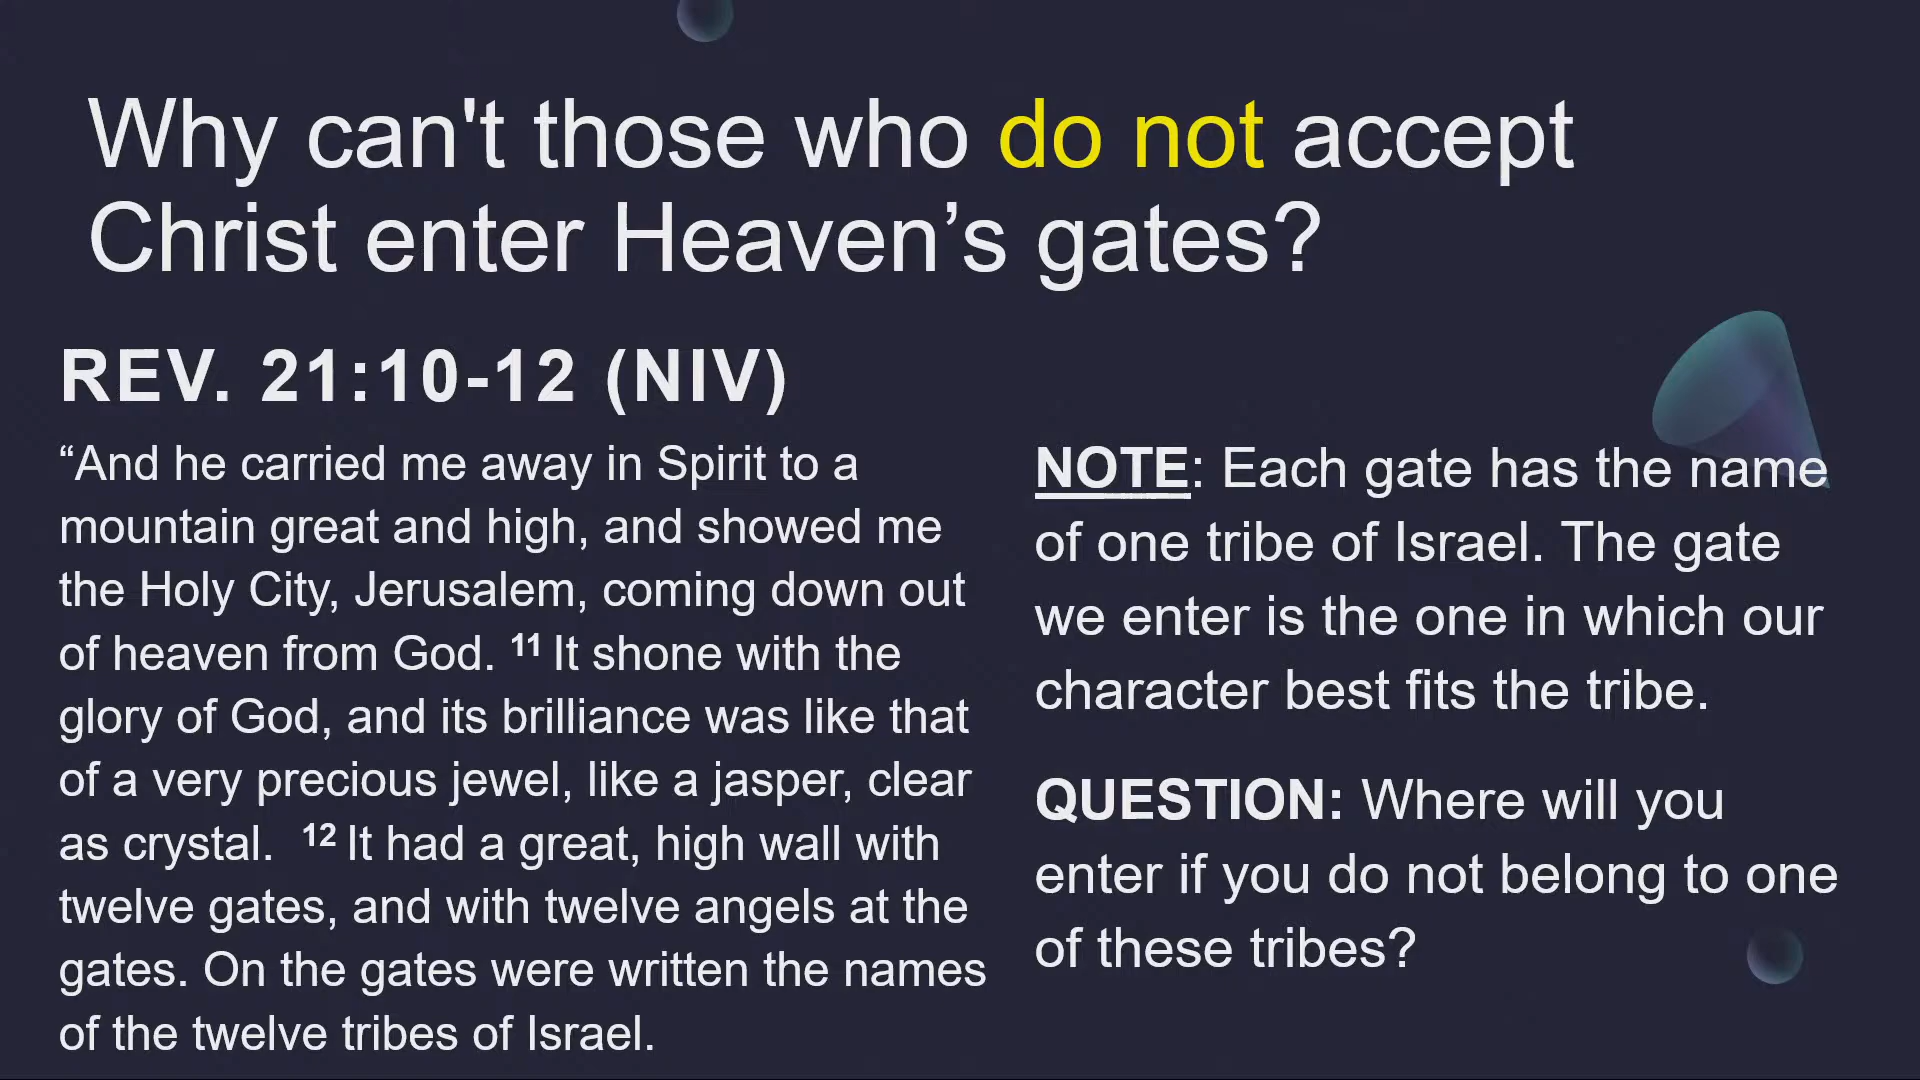 Why can't those who do not accept
Christ enter Heaven’s gates?
REV. 21:10-12 (NIV)
“And he carried me away in Spirit to a
mountain great and high, and showed me
the Holy City, Jerusalem, coming down out
of heaven from God. 11 It shone with the
glory of God, and its brilliance was like that
of a very precious jewel, like a jasper, clear
as crystal. 12 It had a great, high wall with
twelve gates, and with twelve angels at the
gates. On the gates were written the names
of the twelve tribes of Israel.
NOTE: Each gate has the name
of one tribe of Israel. The gate
we enter is the one in which our
character best fits the tribe.
QUESTION: Where will you
enter if you do not belong to one
of these tribes?